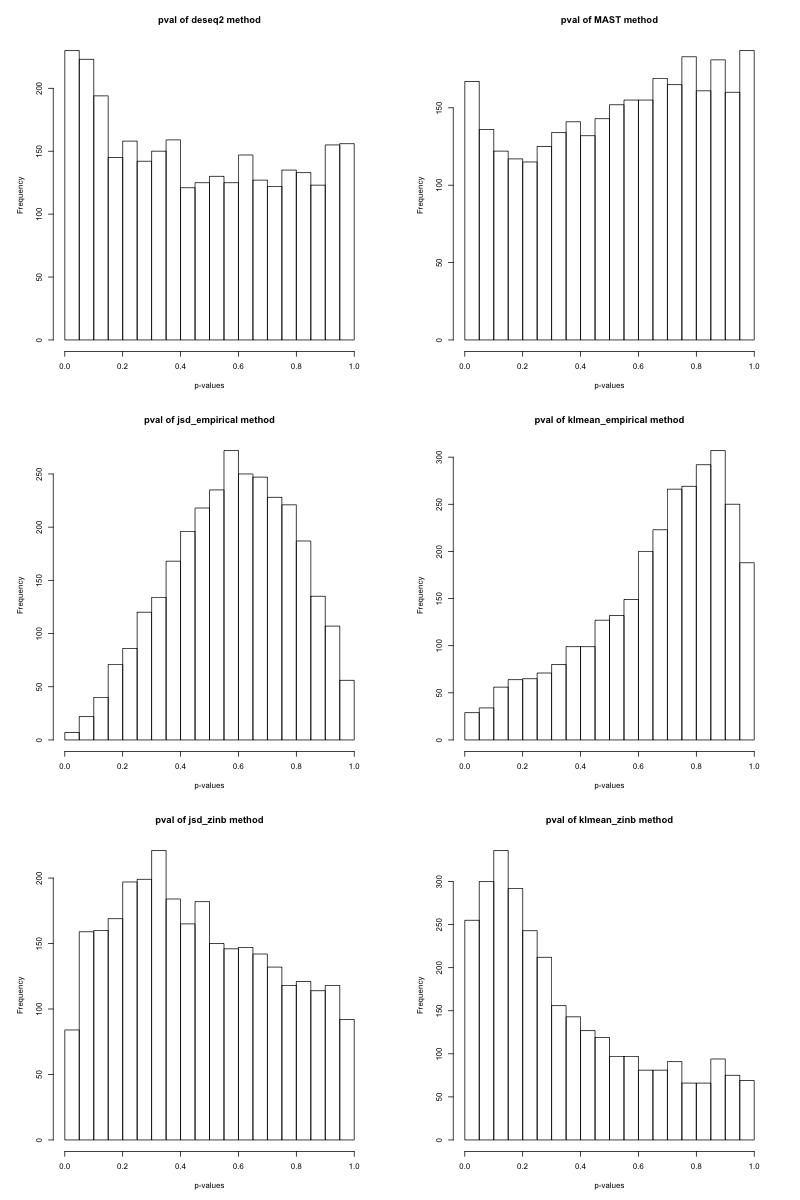 pval of deseq2 method
Frequency
0 50 100 150 200
0.0 0.2 0.4 0.6 0.8 1.0
p-values
pval of MAST method
Frequency
0 50 100 150
0.0 0.2 0.4 0.6 0.8 1.0
p-values
pval of jsd_empirical method
Frequency
0 50 100 150 200 250
0.0 0.2 0.4 0.6 0.8 1.0
p-values
pval of klmean_empirical method
Frequency
0 50 100 150 200 250 300
0.0 0.2 0.4 0.6 0.8 1.0
p-values
pval of jsd_zinb method
Frequency
0 50 100 150 200
0.0 0.2 0.4 0.6 0.8 1.0
p-values
pval of klmean_zinb method
Frequency
0 50 100 150 200 250 300
0.0 0.2 0.4 0.6 0.8 1.0
p-values